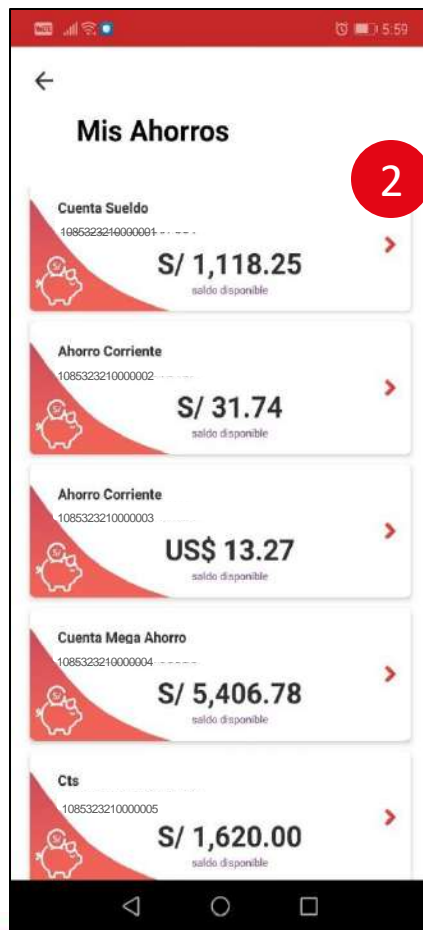 5:59
Mis Ahorros
2
Cuenta Sueldo
1085323210000001
S/ 1,118.25
saldo disponible
Ahorro Corriente
1085323210000002
S/ 31.74
saldo disponible
Ahorro Corriente
1085323210000003
US$ 13.27
saldo disponible
Cuenta Mega Ahorro
1085323210000004
S/ 5,406.78
saldo disponible
Cts
1085323210000005
S/ 1,620.00
saldo disponible